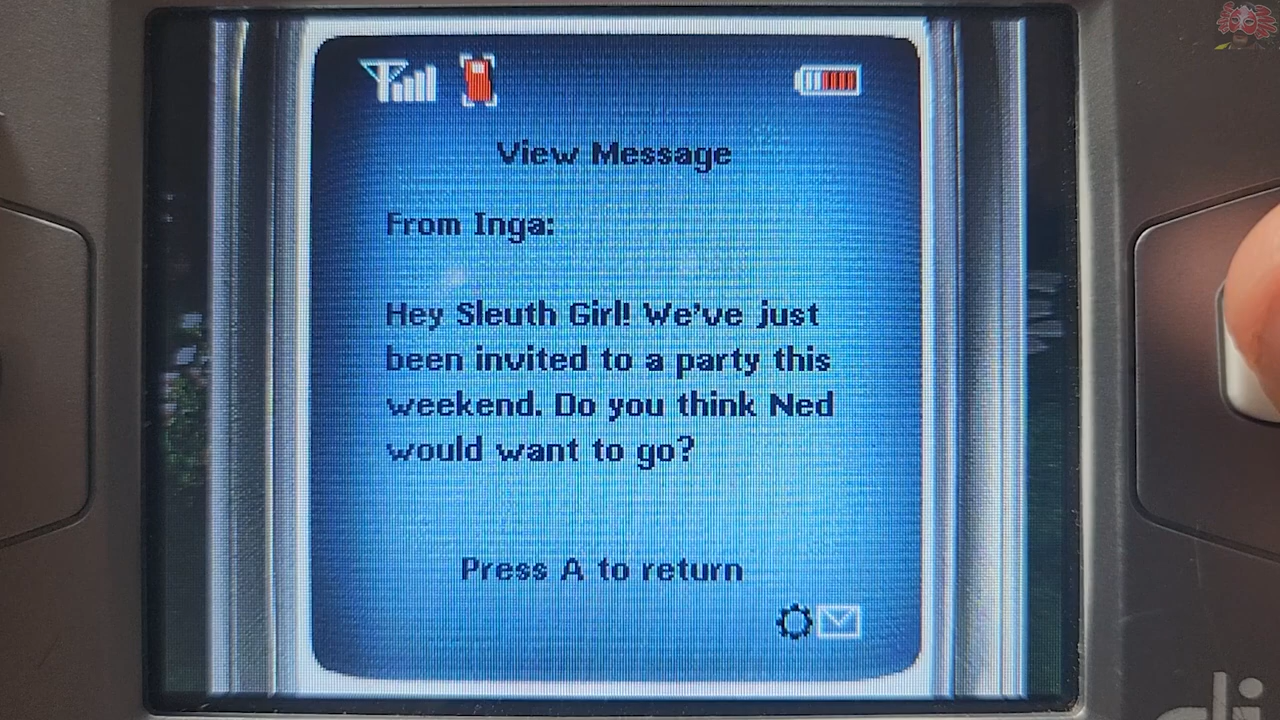 View Message
From Inga:
Hey Sleuth Girl! We've just
been invited to a party this
weekend. Do you think Ned
would want to go?
Press A to return